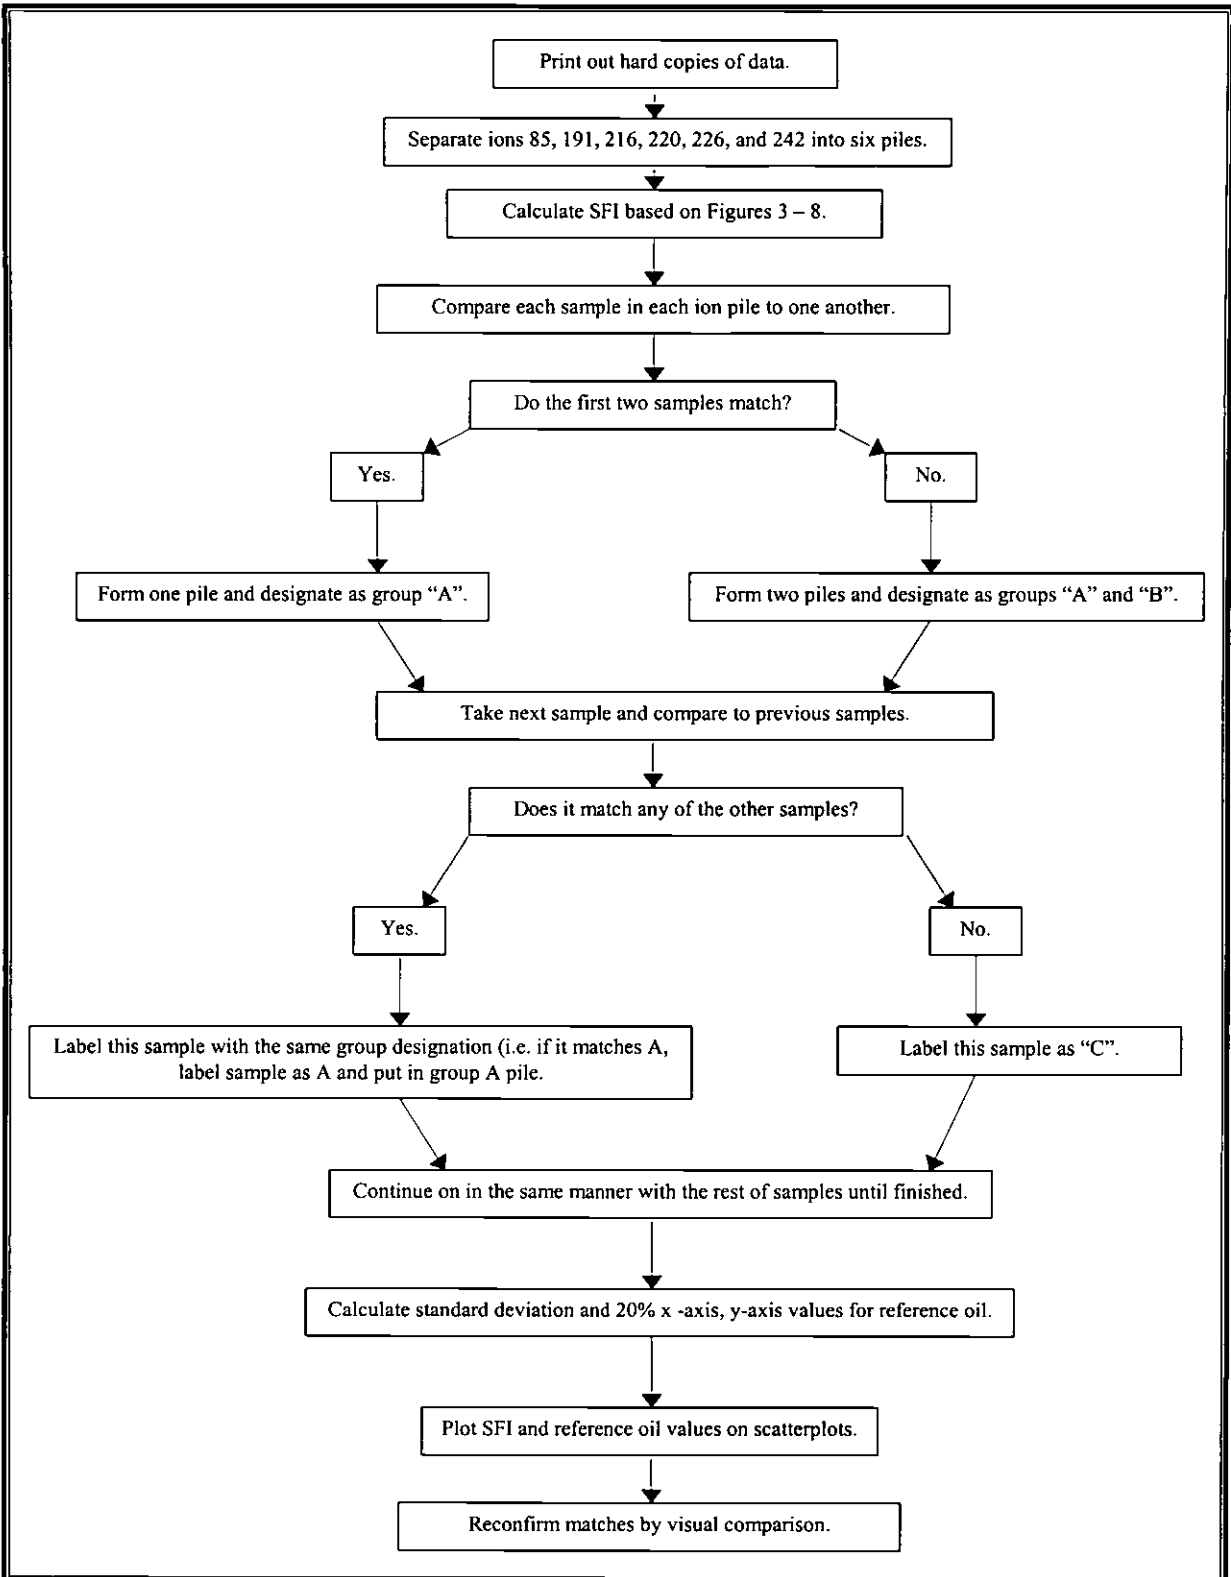 Print out hard copies of data.
Separate ions 85, 191, 216, 220, 226, and 242 into six piles.
Calculate SFI based on Figures 3 – 8.
Compare each sample in each ion pile to one another.
Do the first two samples match?
Yes.
No.
Form one pile and designate as group “A”.
Form two piles and designate as groups “A” and “B”.
Take next sample and compare to previous samples.
Does it match any of the other samples?
Yes.
No.
Label this sample with the same group designation (i.e. if it matches A,
label sample as A and put in group A pile.
Label this sample as “C”.
Continue on in the same manner with the rest of samples until finished.
Calculate standard deviation and 20% x -axis, y-axis values for reference oil.
Plot SFI and reference oil values on scatterplots.
Reconfirm matches by visual comparison.